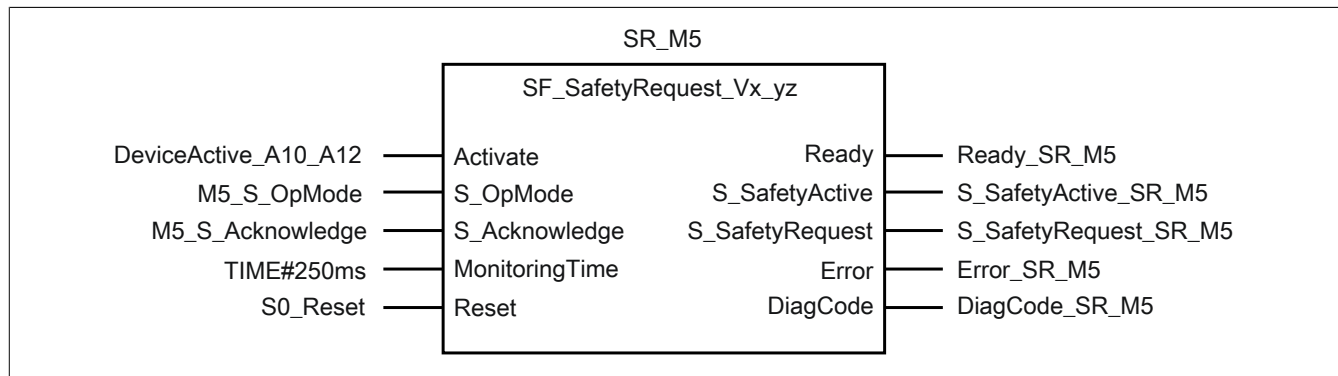 SR_M5
SF_SafetyRequest_Vx_yz
DeviceActive_A10_A12 Activate Ready Ready_SR_M5
M5_S_OpMode S_OpMode S_SafetyActive S_SafetyActive_SR_M5
M5_S_Acknowledge S_Acknowledge S_SafetyRequest S_SafetyRequest_SR_M5
TIME#250ms MonitoringTime Error Error_SR_M5
S0_Reset Reset DiagCode DiagCode_SR_M5